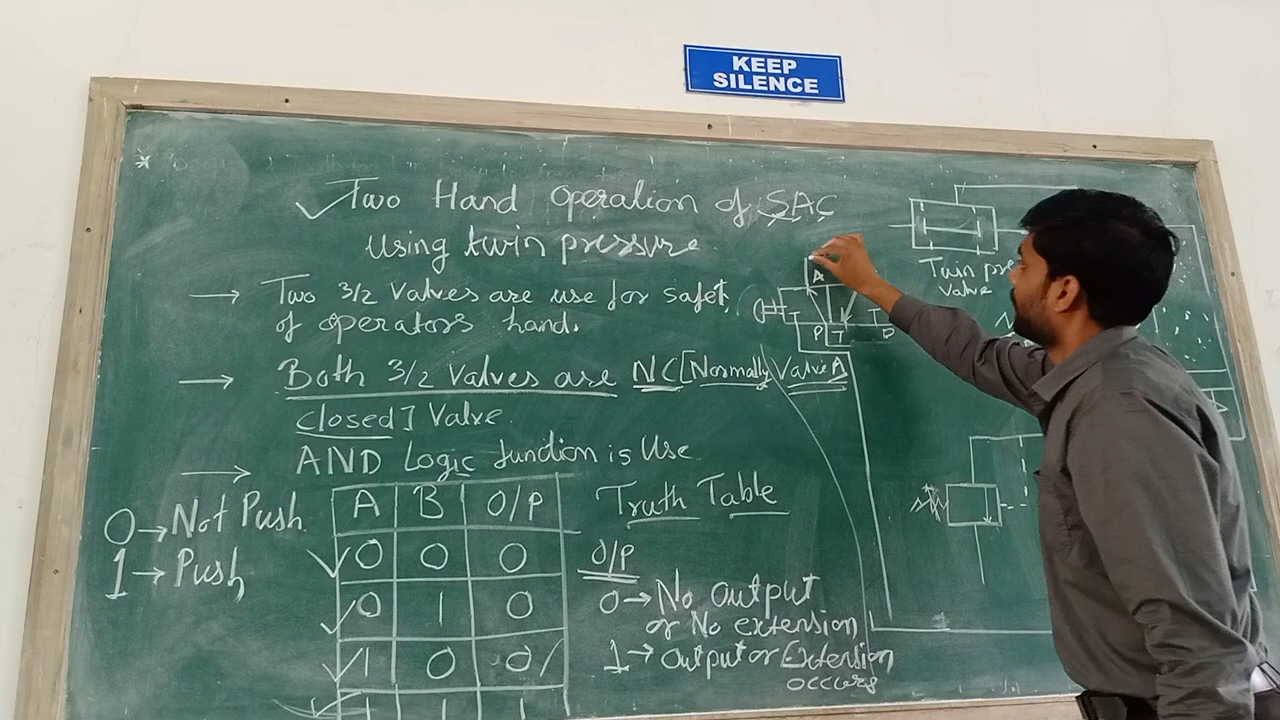 KEEP
SILENCE
Two Hand operation of SAC
Using twin pressure
→ Two 3/2 Valves are use for safety
of operators hand.
→ Both 3/2 Valves are NC [Normally
closed] Valve
→ AND Logic function is Use
0 → Not Push
1 → Push
A B O/P
0 0 0
0 1 0
1 0 0
1 1 1
Truth Table
O/P
0 → No output
or No extension
1 → output or Extension
occurs
A
T T
P T P
Valve A
Twin pre
Valve